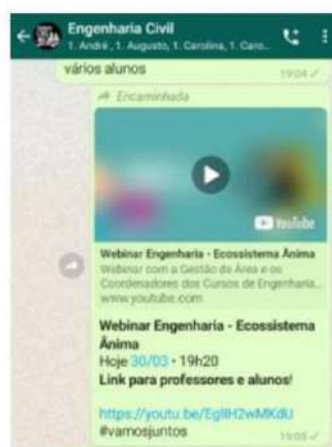 Engenharia Civil
1. André , 1. Augusto, 1. Carolina, 1. Caro...
vários alunos
19:04
Encaminhada
YouTube
Webinar Engenharia - Ecossistema Ânima
Webinar com a Gestão de Área e os
Coordenadores dos Cursos de Engenharia...
www.youtube.com
Webinar Engenharia - Ecossistema
Ânima
Hoje 30/03 • 19h20
Link para professores e alunos!
https://youtu.be/EgllH2wMKdU
#vamosjuntos
19:05